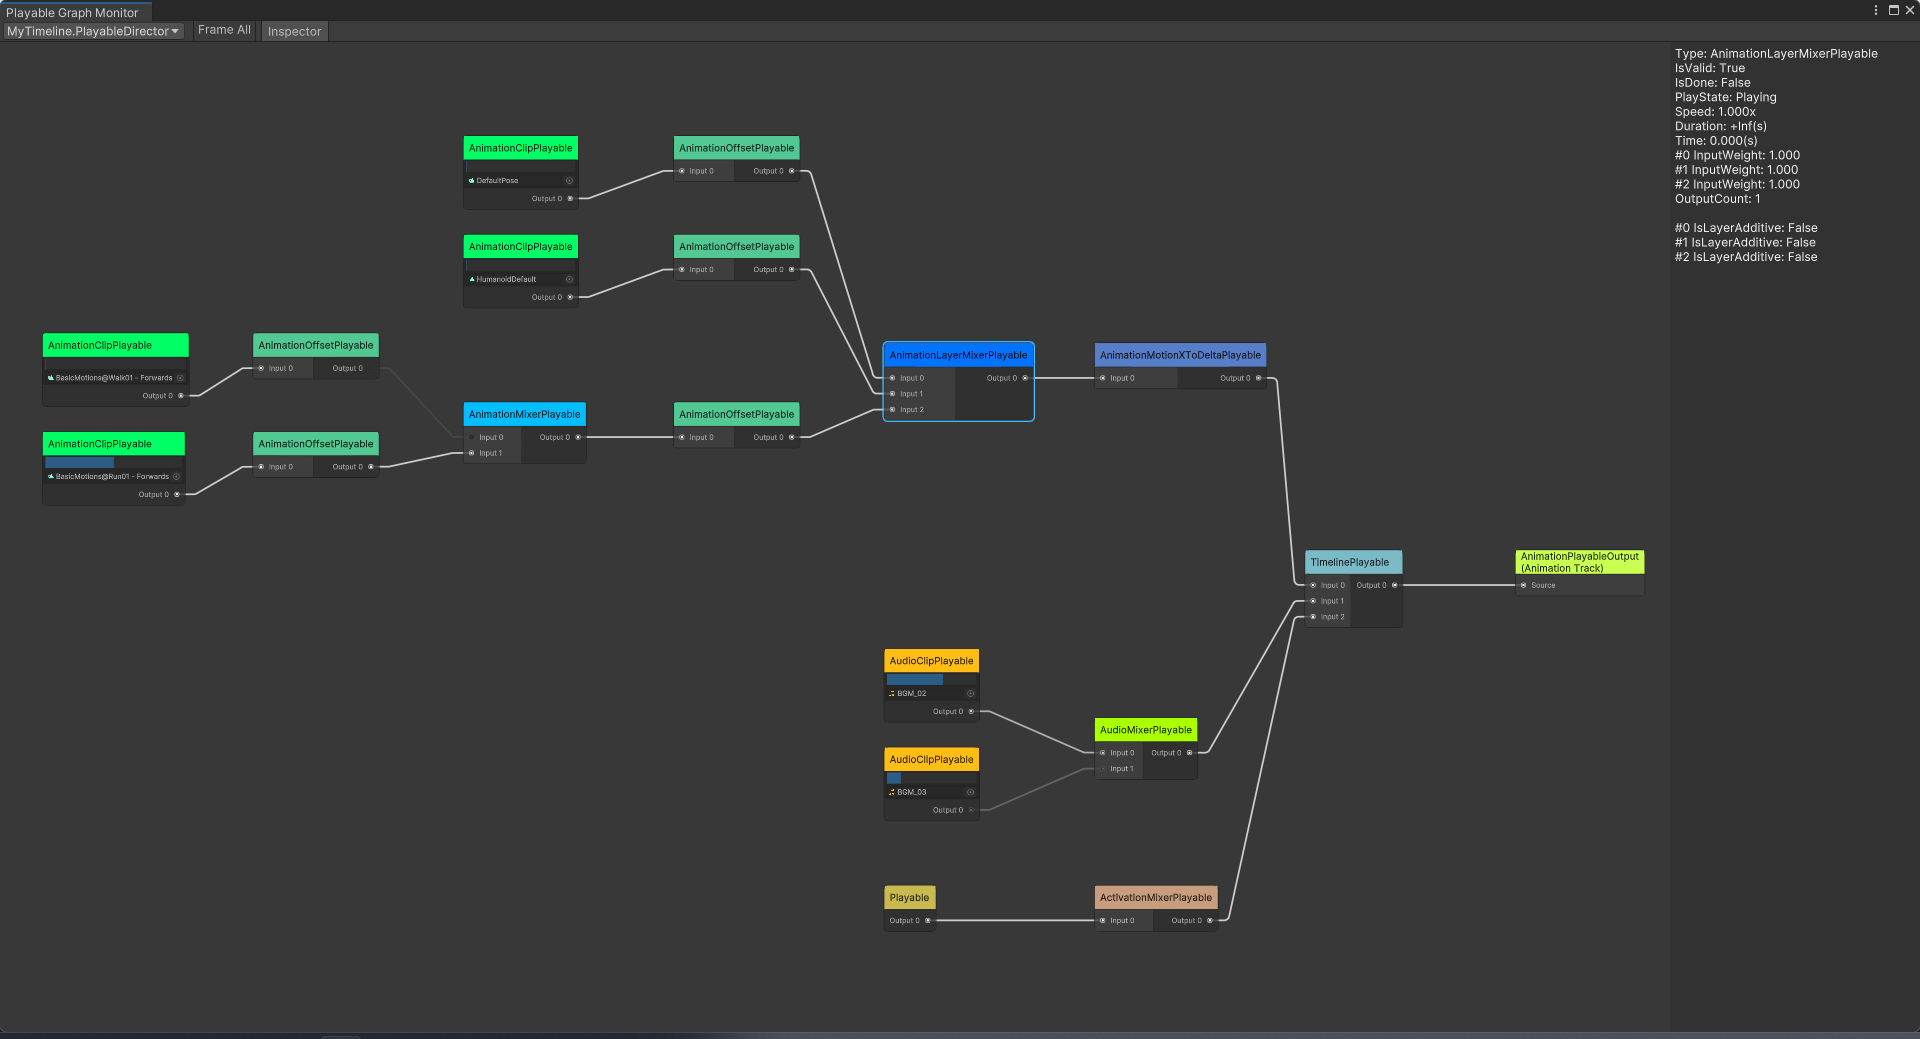 Playable Graph Monitor
MyTimeline.PlayableDirector
Frame All
Inspector
Type: AnimationLayerMixerPlayable
IsValid: True
IsDone: False
PlayState: Playing
Speed: 1.000x
Duration: +Inf(s)
Time: 0.000(s)
#0 InputWeight: 1.000
#1 InputWeight: 1.000
#2 InputWeight: 1.000
OutputCount: 1
#0 IsLayerAdditive: False
#1 IsLayerAdditive: False
#2 IsLayerAdditive: False
AnimationClipPlayable
DefaultPose
Output 0
AnimationOffsetPlayable
Input 0 Output 0
AnimationClipPlayable
HumanoidDefault
Output 0
AnimationOffsetPlayable
Input 0 Output 0
AnimationClipPlayable
BasicMotions@Walk01 - Forwards
Output 0
AnimationOffsetPlayable
Input 0 Output 0
AnimationClipPlayable
BasicMotions@Run01 - Forwards
Output 0
AnimationOffsetPlayable
Input 0 Output 0
AnimationMixerPlayable
Input 0 Output 0
Input 1
AnimationOffsetPlayable
Input 0 Output 0
AnimationLayerMixerPlayable
Input 0 Output 0
Input 1
Input 2
AnimationMotionXToDeltaPlayable
Input 0 Output 0
TimelinePlayable
Input 0 Output 0
Input 1
Input 2
AnimationPlayableOutput
(Animation Track)
Source
AudioClipPlayable
BGM_02
Output 0
AudioClipPlayable
BGM_03
Output 0
AudioMixerPlayable
Input 0 Output 0
Input 1
Playable
Output 0
ActivationMixerPlayable
Input 0 Output 0